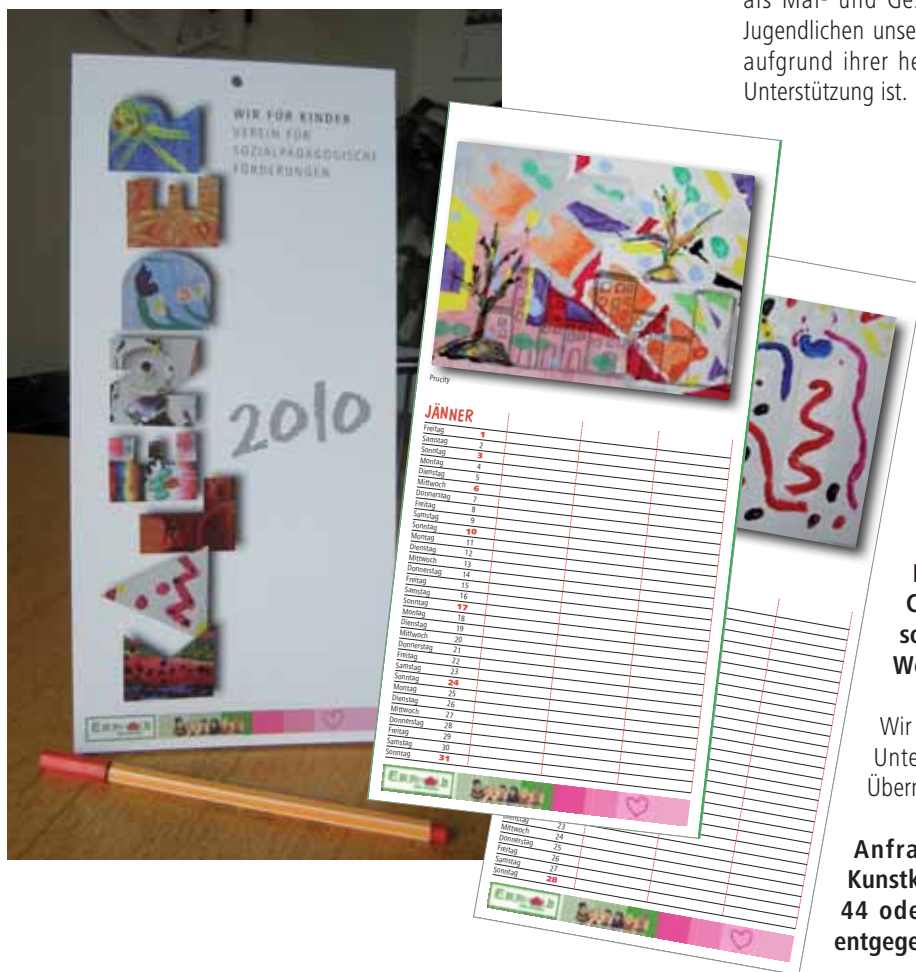 als Mal- und Ge
Jugendlichen unse
aufgrund ihrer he
Unterstützung ist.
WIR FÜR KINDER
VEREIN FÜR
SOZIALPÄDAGOGISCHE
FÖRDERUNGEN
KALENDER
2010
Prucity
JÄNNER
Freitag 1
Samstag 2
Sonntag 3
Montag 4
Dienstag 5
Mittwoch 6
Donnerstag 7
Freitag 8
Samstag 9
Sonntag 10
Montag 11
Dienstag 12
Mittwoch 13
Donnerstag 14
Freitag 15
Samstag 16
Sonntag 17
Montag 18
Dienstag 19
Mittwoch 20
Donnerstag 21
Freitag 22
Samstag 23
Sonntag 24
Montag 25
Dienstag 26
Mittwoch 27
Donnerstag 28
Freitag 29
Samstag 30
Sonntag 31
Dienstag 23
Mittwoch 24
Donnerstag 25
Freitag 26
Samstag 27
Sonntag 28
so
We
Wir
Unte
Über
Anfra
Kunstk
44 ode
entgege